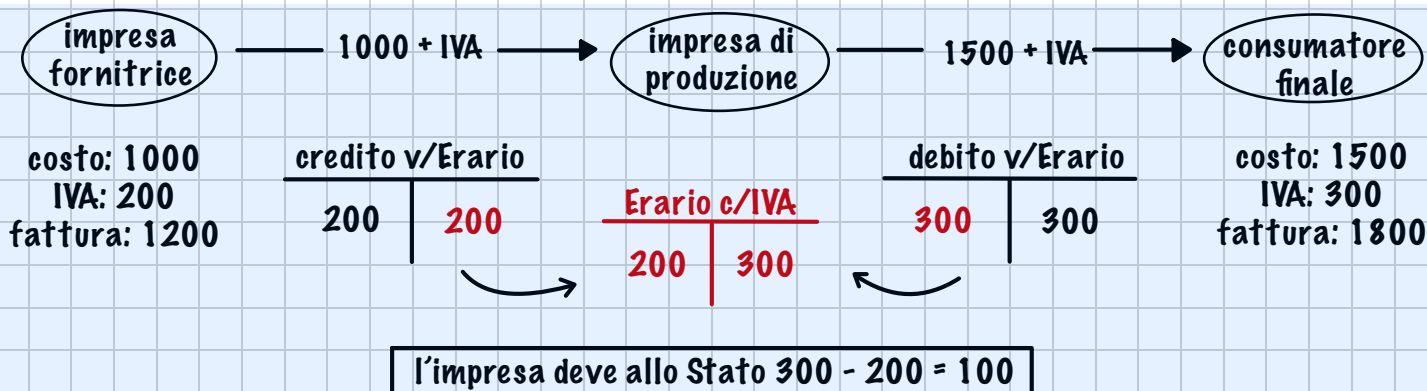 impresa
fornitrice
1000 + IVA
impresa di
produzione
1500 + IVA
consumatore
finale
costo: 1000
IVA: 200
fattura: 1200
credito v/Erario
200 200
Erario c/IVA
200 300
debito v/Erario
300 300
costo: 1500
IVA: 300
fattura: 1800
l'impresa deve allo Stato 300 - 200 = 100